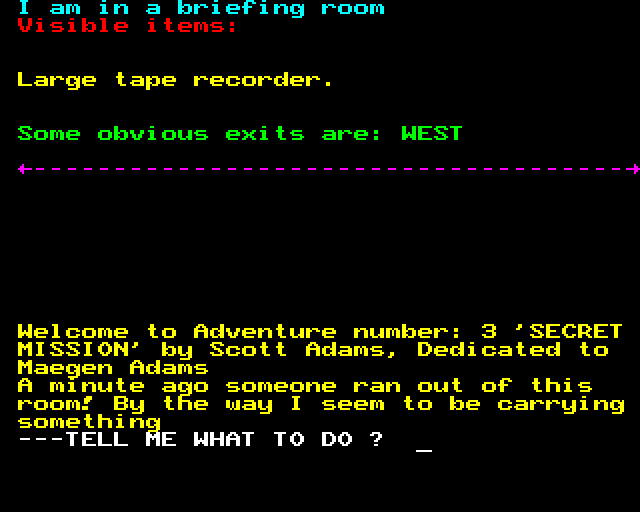 I am in a briefing room
Visible items:
Large tape recorder.
Some obvious exits are: WEST
Welcome to Adventure number: 3 'SECRET
MISSION' by Scott Adams, Dedicated to
Maegen Adams
A minute ago someone ran out of this
room! By the way I seem to be carrying
something
---TELL ME WHAT TO DO ? _